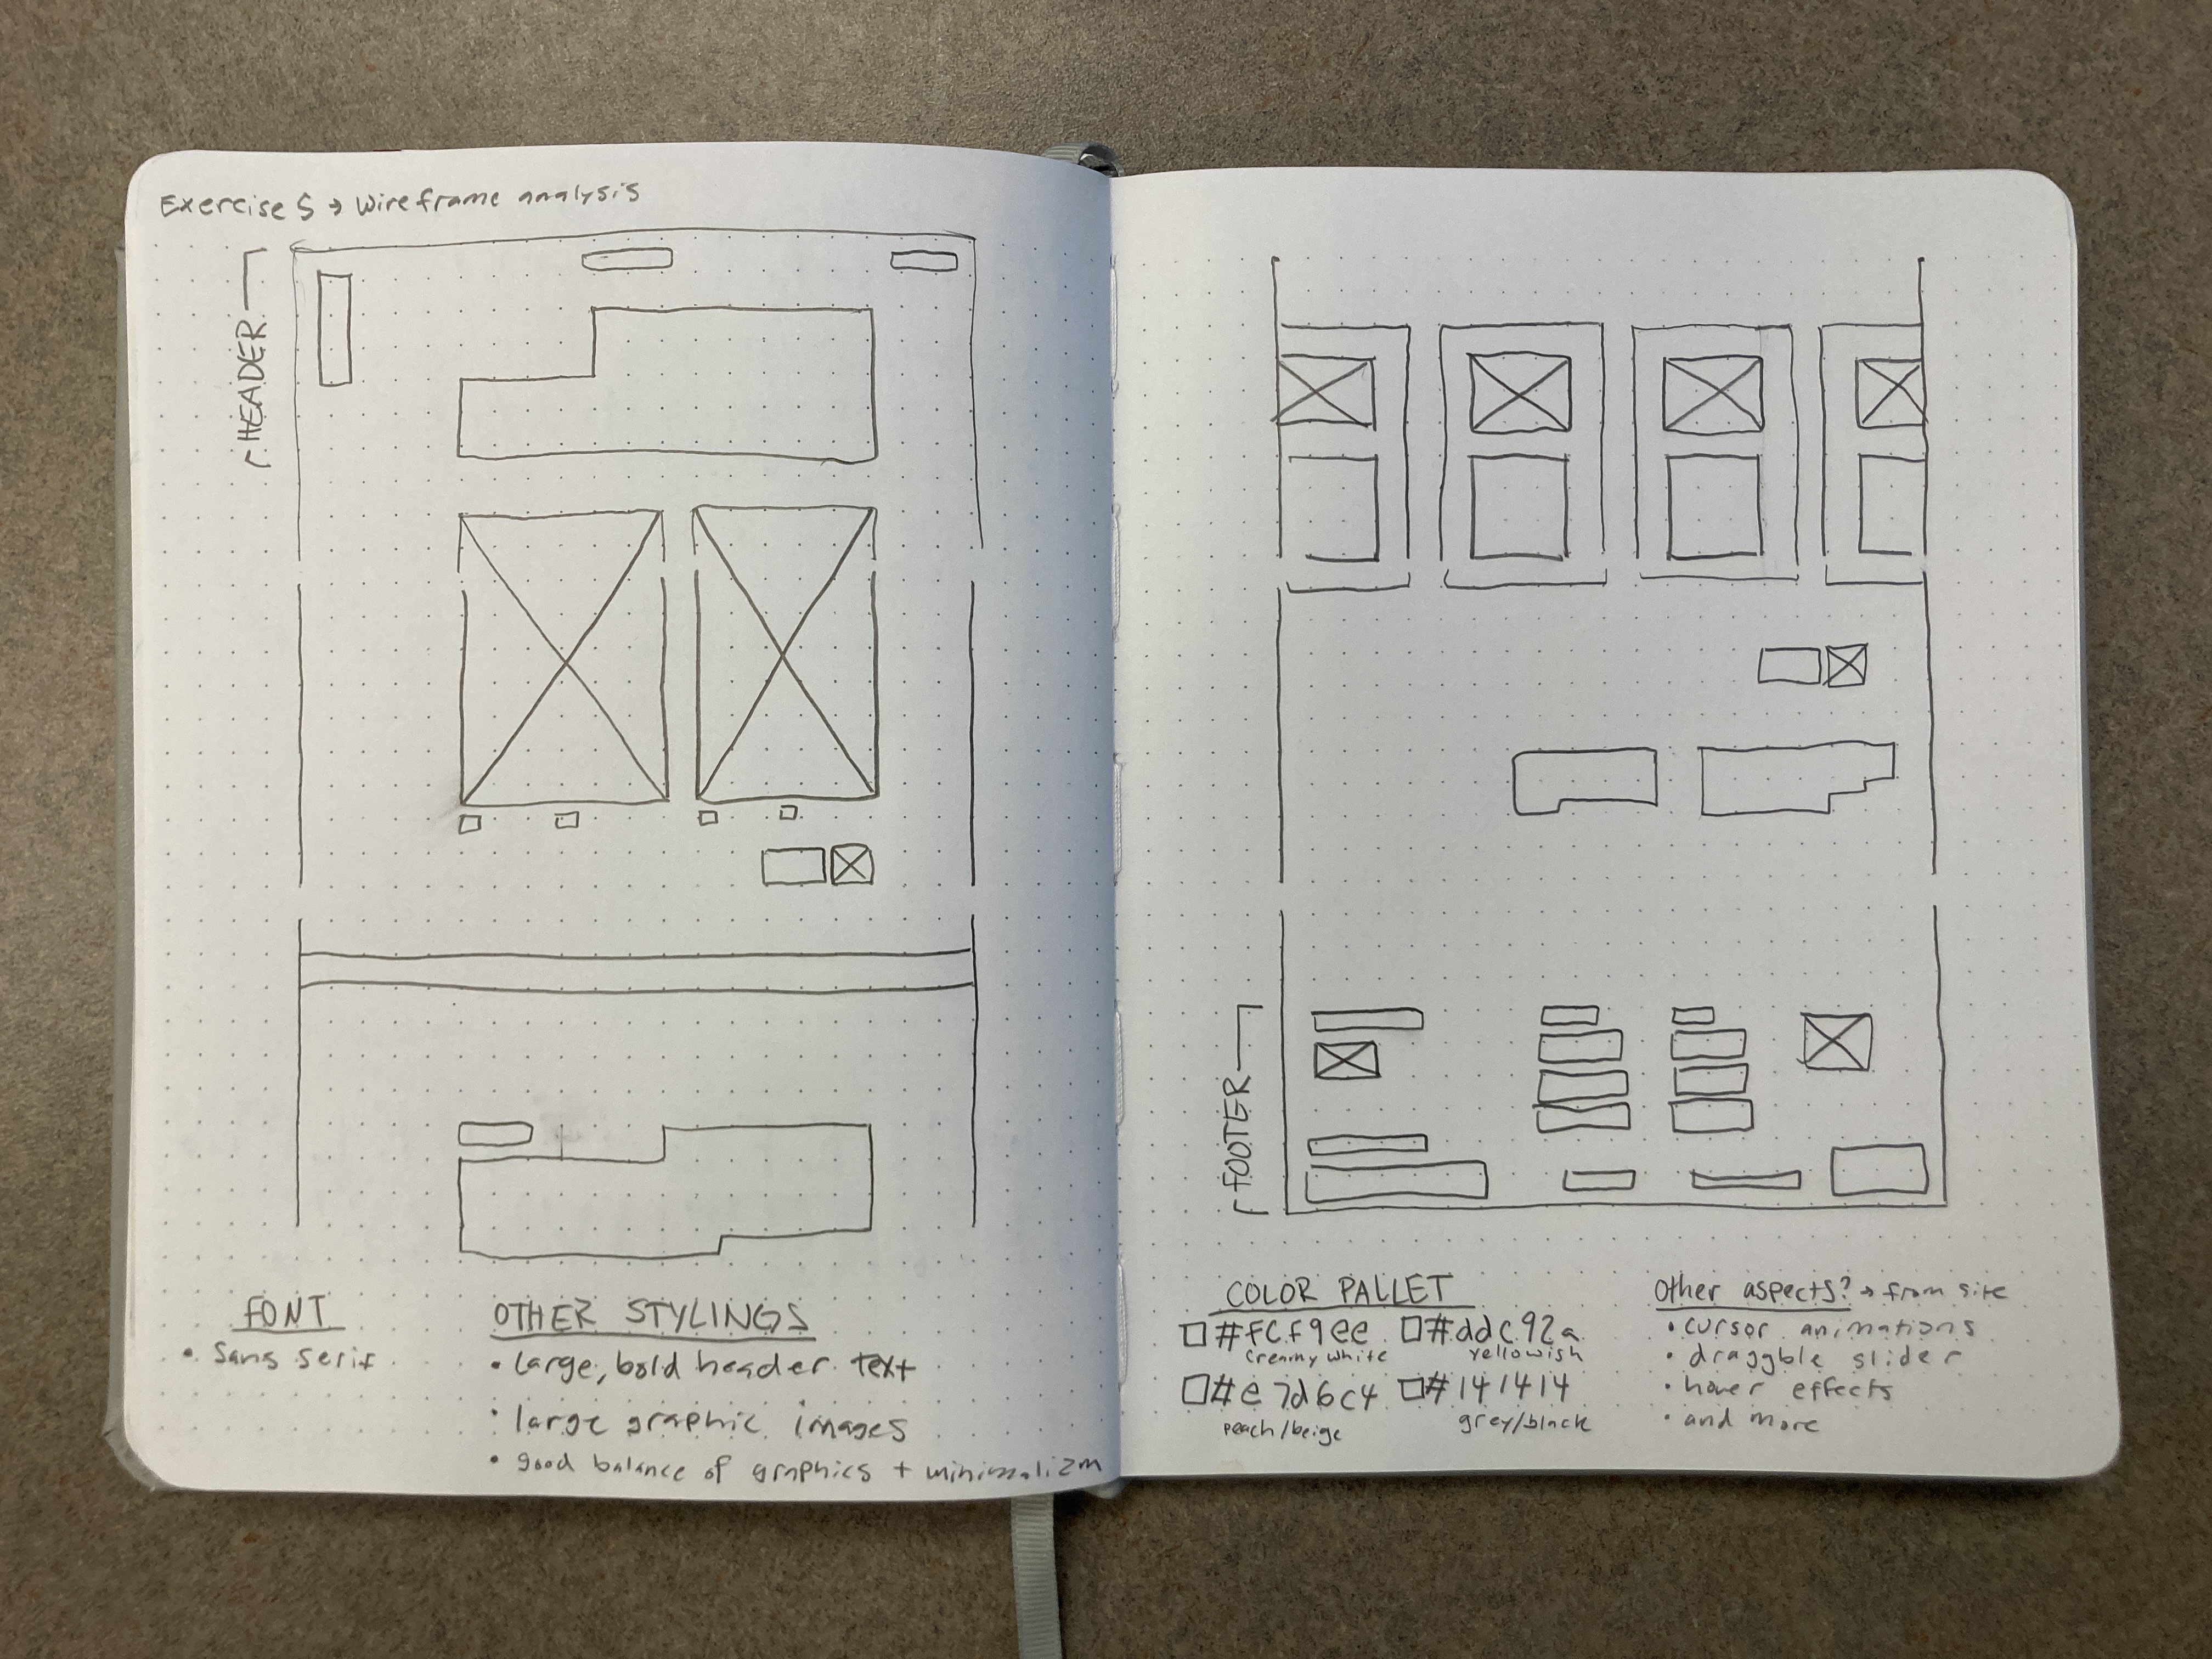 Exercise 5 → Wireframe analysis
HEADER
FONT
• Sans serif
OTHER STYLINGS
• large, bold header text
• large graphic images
• good balance of graphics + minimalizm
FOOTER
COLOR PALLET
#fcf9ee
creamy white
#ddc92a
yellowish
#e7d6c4
peach/beige
#141414
grey/black
Other aspects? → from site
• cursor animations
• draggble slider
• hover effects
• and more